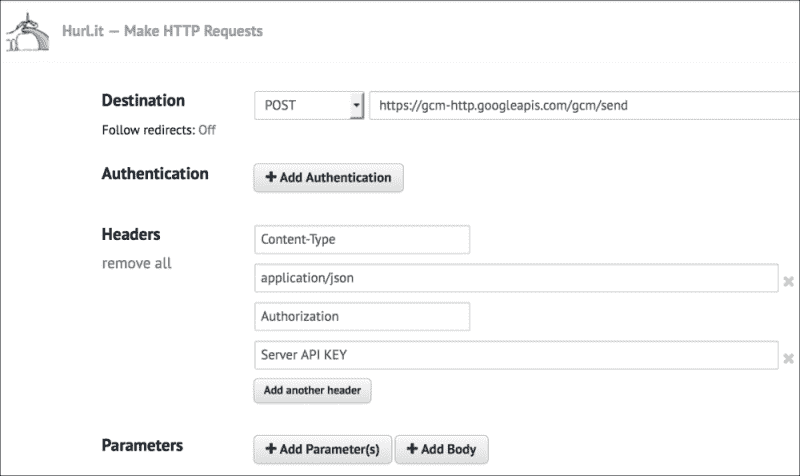 Hurl.it — Make HTTP Requests
Destination
POST
https://gcm-http.googleapis.com/gcm/send
Follow redirects: Off
Authentication
+ Add Authentication
Headers
Content-Type
remove all
application/json
Authorization
Server API KEY
Add another header
Parameters
+ Add Parameter(s)
+ Add Body